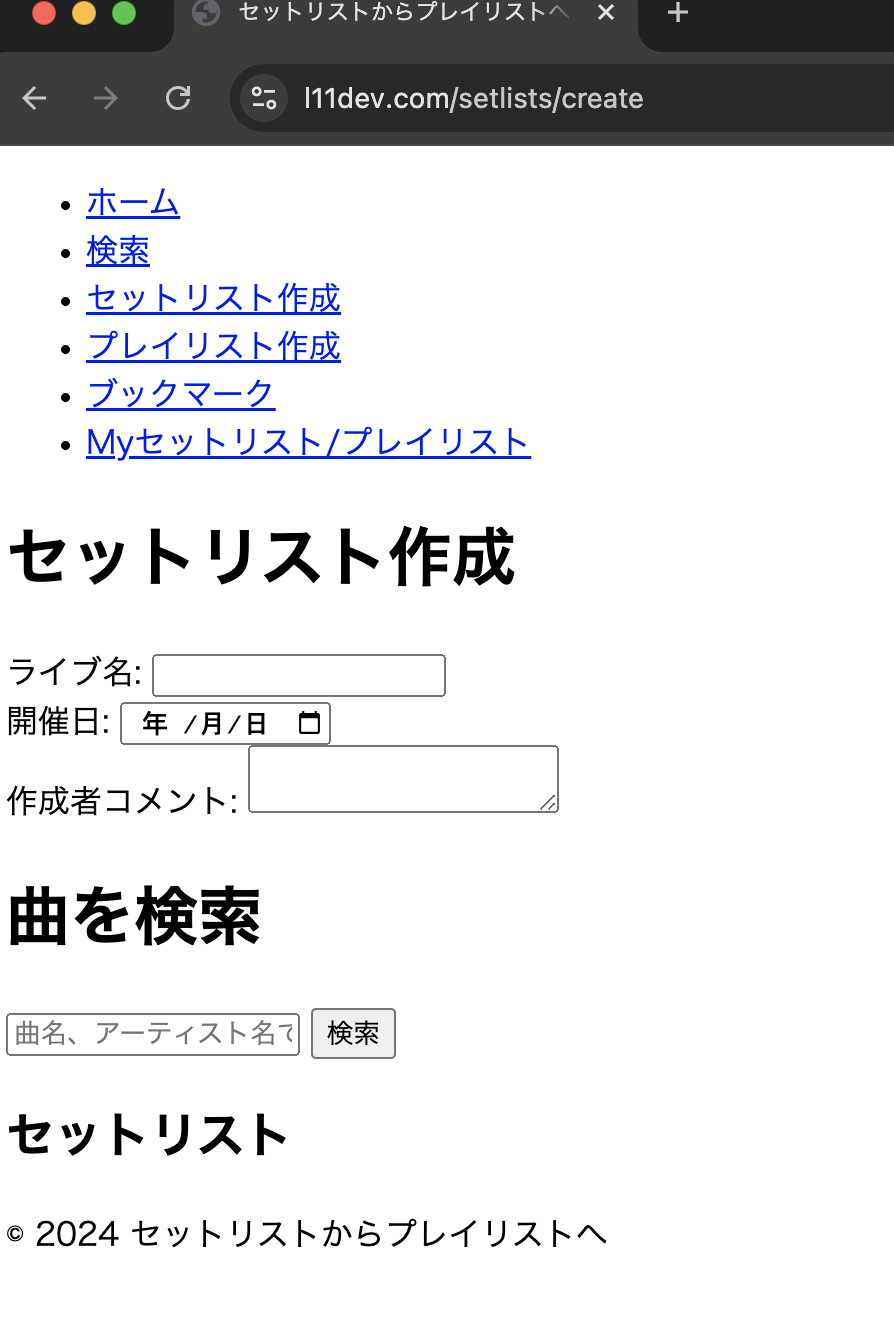 セットリストからプレイリストへ
l11dev.com/setlists/create
ホーム
検索
セットリスト作成
プレイリスト作成
ブックマーク
Myセットリスト/プレイリスト
セットリスト作成
ライブ名:
開催日: 年 /月/日
作成者コメント:
曲を検索
曲名、アーティスト名で 検索
セットリスト
© 2024 セットリストからプレイリストへ